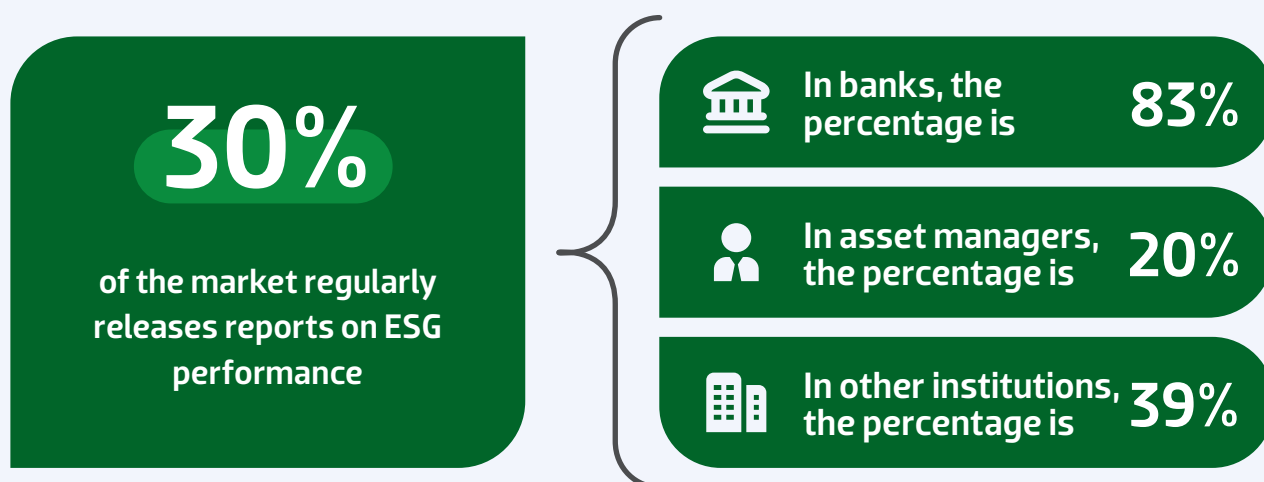 30%
of the market regularly
releases reports on ESG
performance
In banks, the
percentage is
83%
In asset managers,
the percentage is
20%
In other institutions,
the percentage is
39%